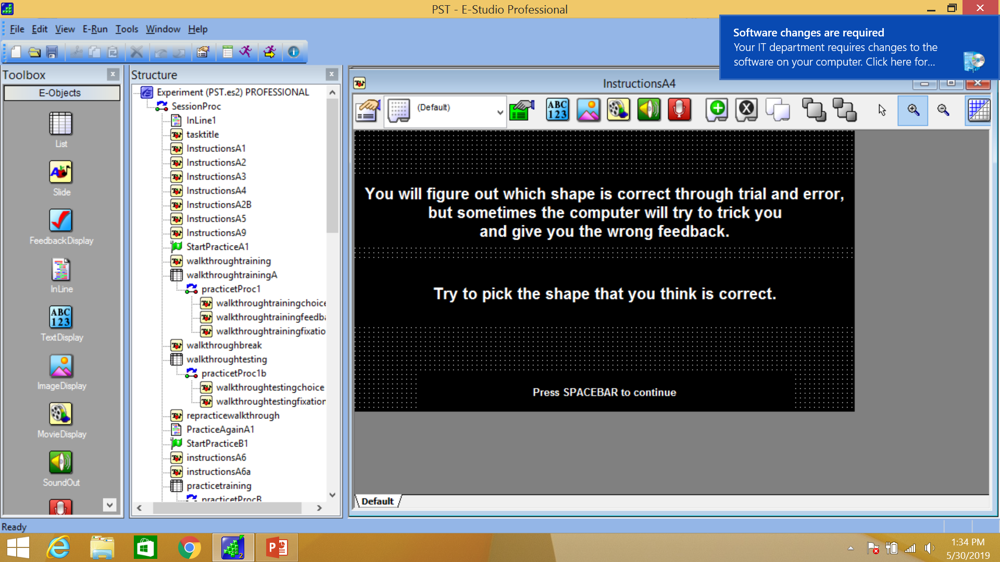 PST - E-Studio Professional
File Edit View E-Run Tools Window Help
Software changes are required
Your IT department requires changes to the
software on your computer. Click here for...
Toolbox
E-Objects
List
Slide
FeedbackDisplay
InLine
ABC
123
TextDisplay
ImageDisplay
MovieDisplay
SoundOut
Structure
Experiment (PST.es2) PROFESSIONAL
SessionProc
InLine1
tasktitle
InstructionsA1
InstructionsA2
InstructionsA3
InstructionsA4
InstructionsA2B
InstructionsA5
InstructionsA9
StartPracticeA1
walkthroughtraining
walkthroughtrainingA
practicetProc1
walkthroughtrainingchoice
walkthroughtrainingfeedba
walkthroughtrainingfixatio
walkthroughbreak
walkthroughtesting
practicetProc1b
walkthroughtestingchoice
walkthroughtestingfixation
repracticewalkthrough
PracticeAgainA1
StartPracticeB1
instructionsA6
instructionsA6a
practicetraining
practicetProcB
InstructionsA4
(Default)
ABC
123
You will figure out which shape is correct through trial and error,
but sometimes the computer will try to trick you
and give you the wrong feedback.
Try to pick the shape that you think is correct.
Press SPACEBAR to continue
Default
Ready
1:34 PM
5/30/2019